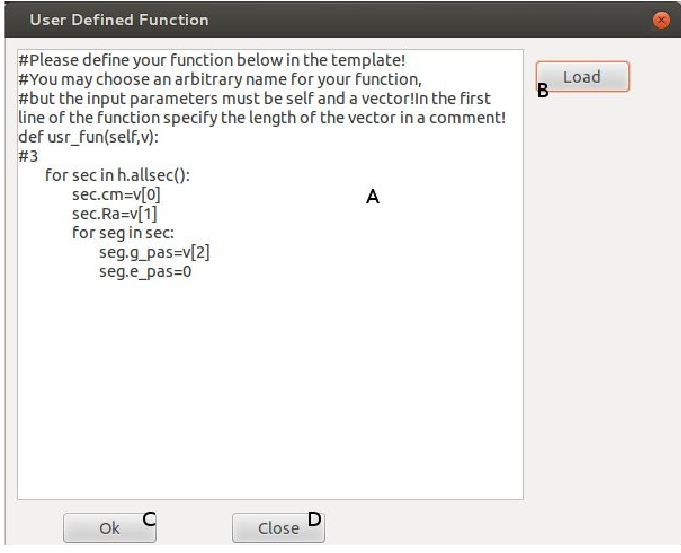 User Defined Function
#Please define your function below in the template!
#You may choose an arbitrary name for your function,
#but the input parameters must be self and a vector!In the first
line of the function specify the length of the vector in a comment!
def usr_fun(self,v):
#3
for sec in h.allsec():
sec.cm=v[0]
sec.Ra=v[1]
for seg in sec:
seg.g_pas=v[2]
seg.e_pas=0
A
Load
B
Ok
C
Close
D